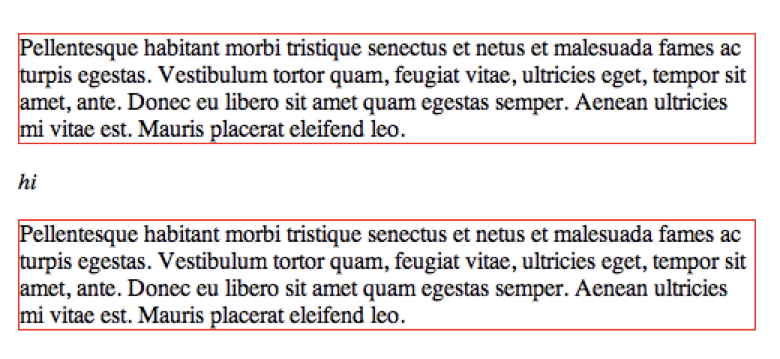 Pellentesque habitant morbi tristique senectus et netus et malesuada fames ac
turpis egestas. Vestibulum tortor quam, feugiat vitae, ultricies eget, tempor sit
amet, ante. Donec eu libero sit amet quam egestas semper. Aenean ultricies
mi vitae est. Mauris placerat eleifend leo.
hi
Pellentesque habitant morbi tristique senectus et netus et malesuada fames ac
turpis egestas. Vestibulum tortor quam, feugiat vitae, ultricies eget, tempor sit
amet, ante. Donec eu libero sit amet quam egestas semper. Aenean ultricies
mi vitae est. Mauris placerat eleifend leo.